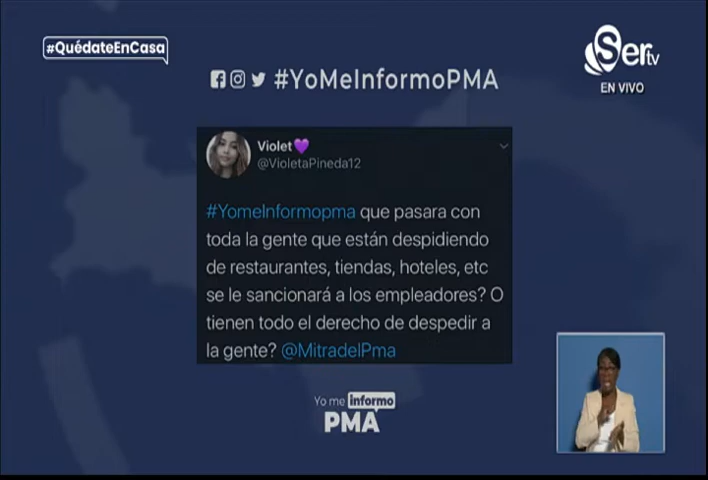 #QuédateEnCasa
Sertv
EN VIVO
#YoMeInformoPMA
Violet
@VioletaPineda12
#YomeInformopma que pasara con
toda la gente que están despidiendo
de restaurantes, tiendas, hoteles, etc
se le sancionará a los empleadores? O
tienen todo el derecho de despedir a
la gente? @MitradelPma
Yo me informo
PMA